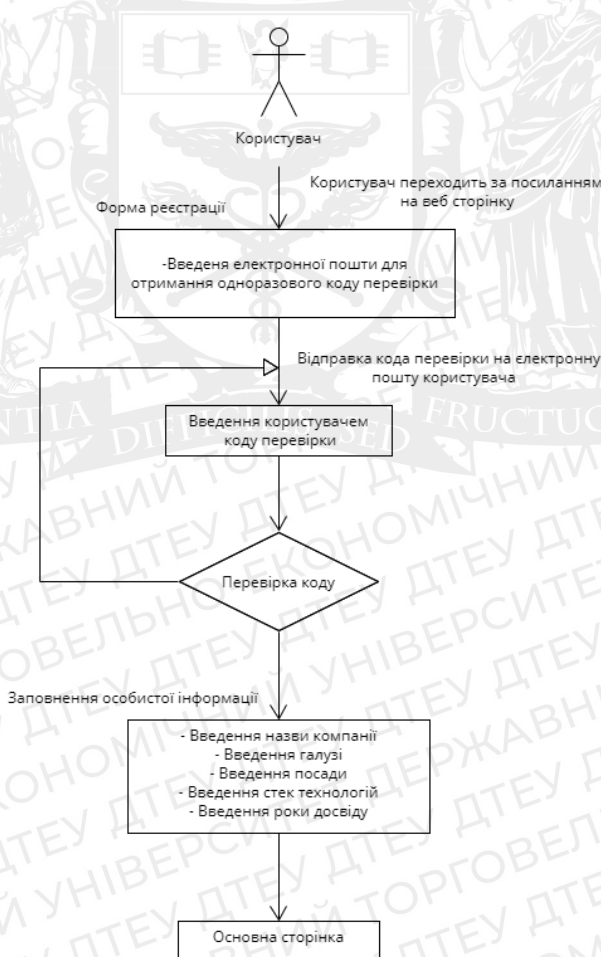 Користувач
Користувач переходить за посиланням
на веб сторінку
Форма реєстрації
-Введеня електронної пошти для
отримання одноразового коду перевірки
Відправка кода перевірки на електронну
пошту користувача
Введення користувачем
коду перевірки
Перевірка коду
Заповнення особистої інформації
- Введення назви компанії
- Введення галузі
- Введення посади
- Введення стек технологій
- Введення роки досвіду
Основна сторінка